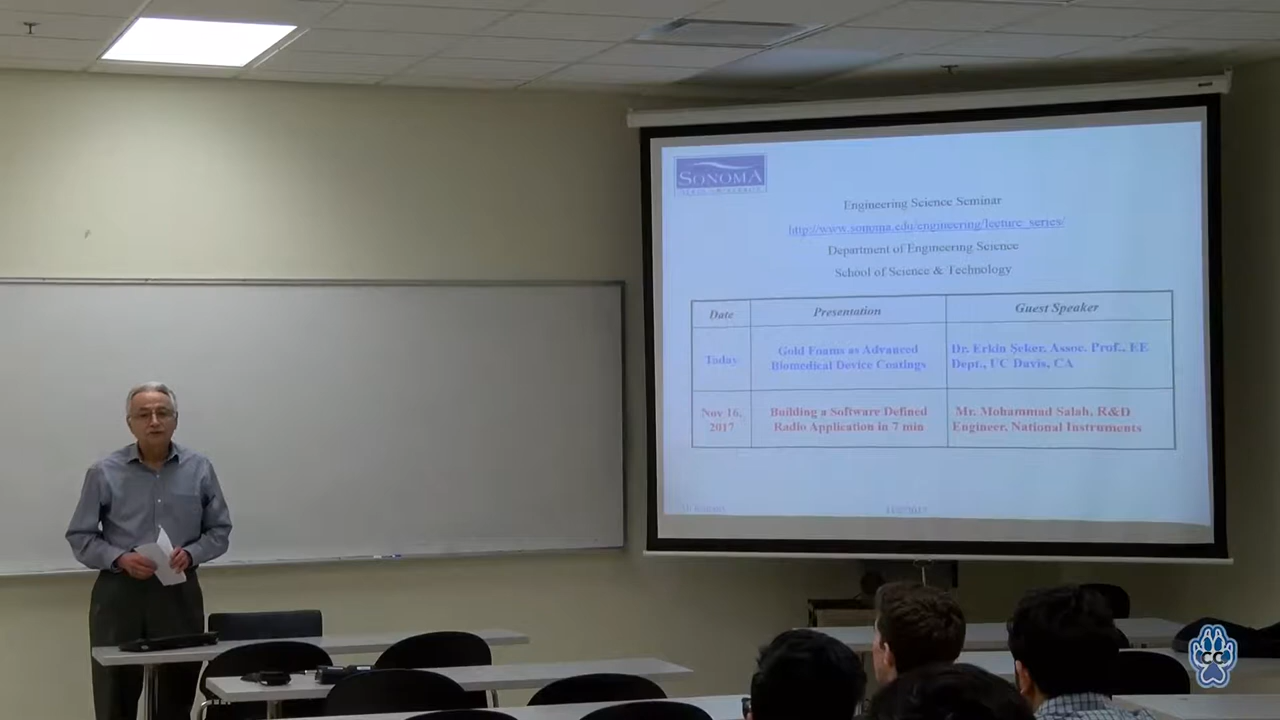 SONOMA
Engineering Science Seminar
http://www.sonoma.edu/engineering/lecture_series/
Department of Engineering Science
School of Science & Technology
Date Presentation Guest Speaker
Today Gold Foams as Advanced Biomedical Device Coatings Dr. Erkin Şeker, Assoc. Prof., EE Dept., UC Davis, CA
Nov 16, 2017 Building a Software Defined Radio Application in 7 min Mr. Mohammad Salah, R&D Engineer, National Instruments
CC